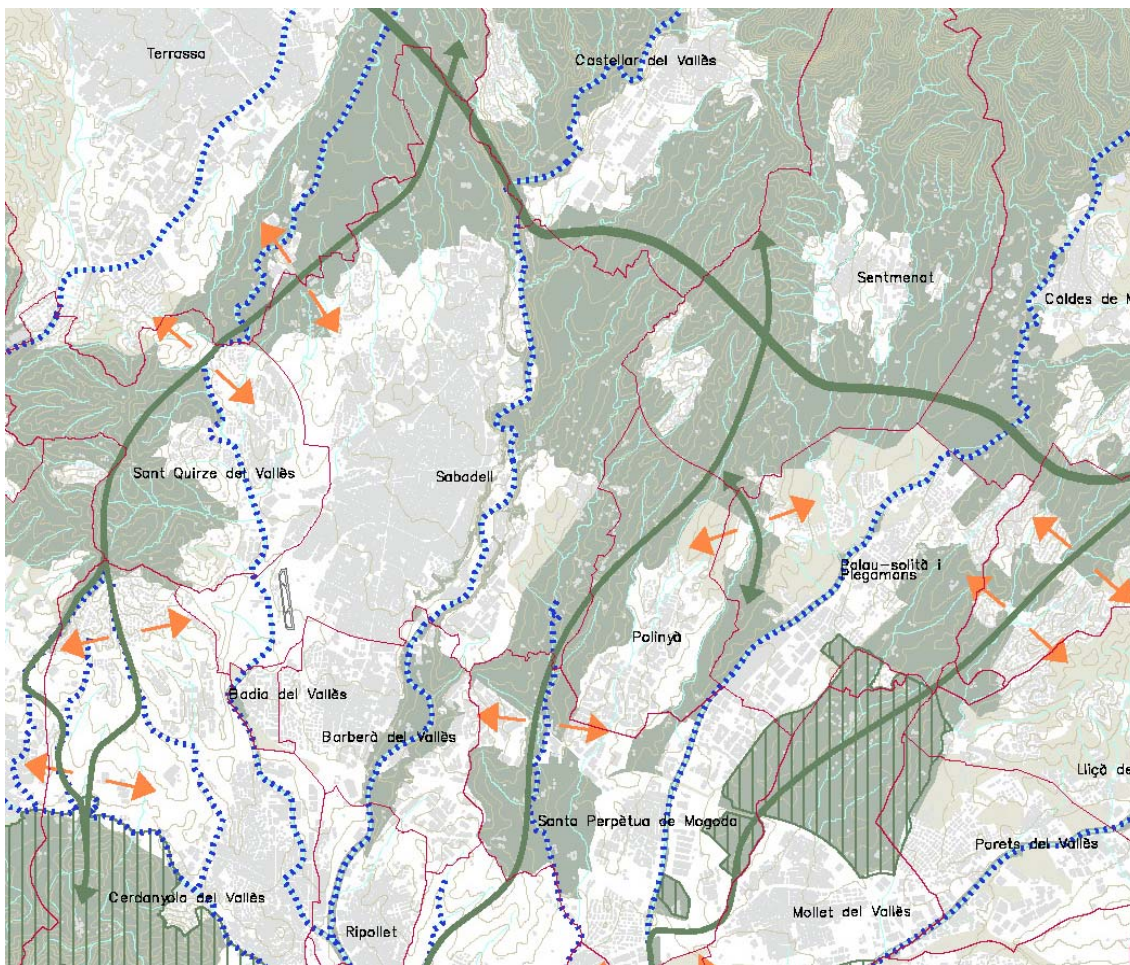 Terrassa
Castellar del Vallès
Sentmenat
Caldes de M
Sant Quirze del Vallès
Sabadell
Palau-solità i
Plegamans
Polinyà
Badia del Vallès
Barberà del Vallès
Lliçà de
Santa Perpètua de Mogoda
Parets del Vallès
Cerdanyola del Vallès
Mollet del Vallès
Ripollet